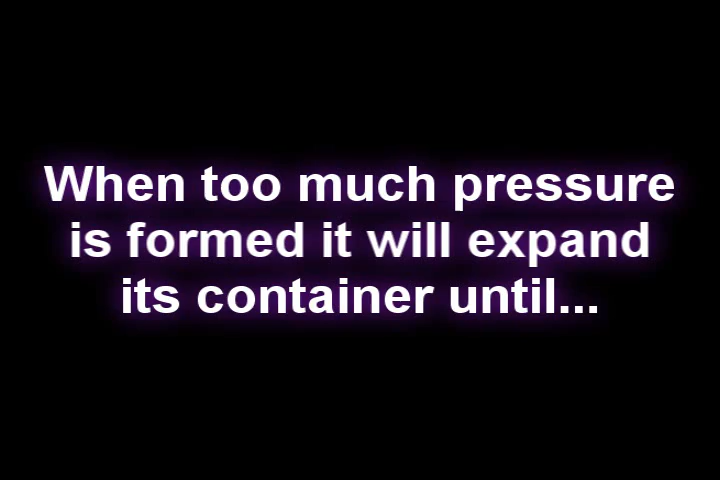 When too much pressure
is formed it will expand
its container until...